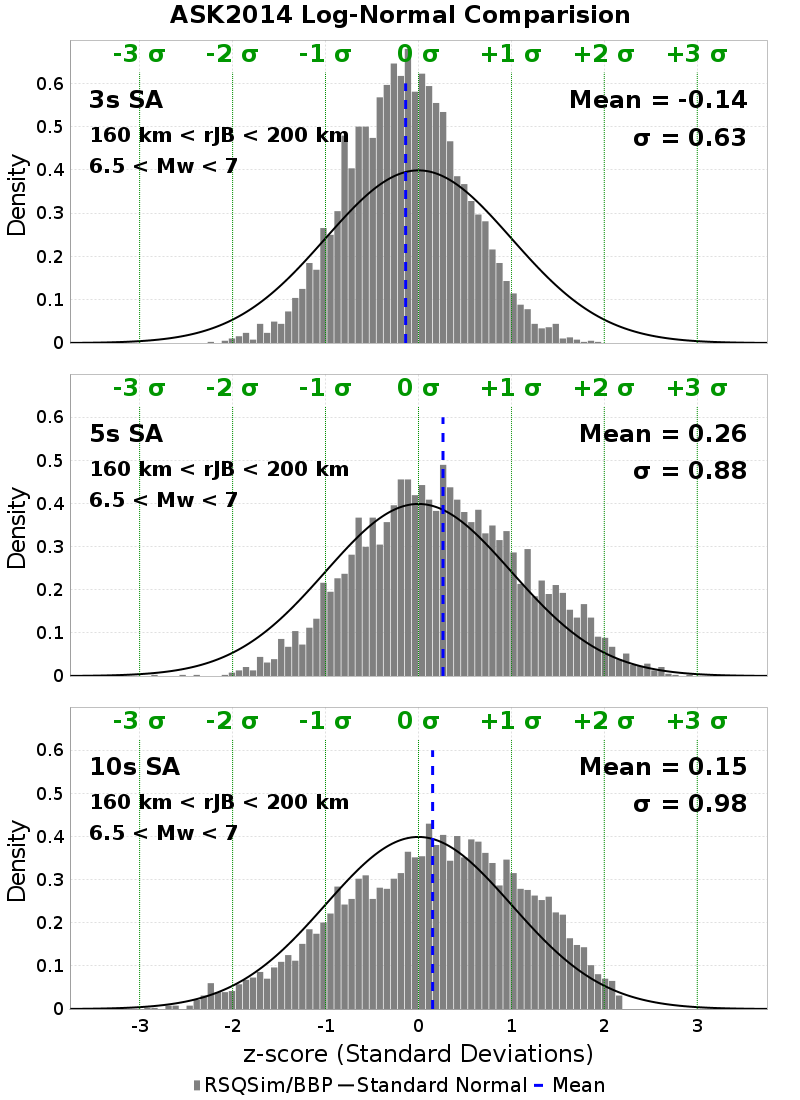 ASK2014 Log-Normal Comparision
-3 σ -2 σ -1 σ 0 σ +1 σ +2 σ +3 σ
3s SA
160 km < rJB < 200 km
6.5 < Mw < 7
Mean = -0.14
σ = 0.63
Density
0.6
0.5
0.4
0.3
0.2
0.1
0
-3 σ -2 σ -1 σ 0 σ +1 σ +2 σ +3 σ
5s SA
160 km < rJB < 200 km
6.5 < Mw < 7
Mean = 0.26
σ = 0.88
Density
0.6
0.5
0.4
0.3
0.2
0.1
0
-3 σ -2 σ -1 σ 0 σ +1 σ +2 σ +3 σ
10s SA
160 km < rJB < 200 km
6.5 < Mw < 7
Mean = 0.15
σ = 0.98
Density
0.6
0.5
0.4
0.3
0.2
0.1
0
-3 -2 -1 0 1 2 3
z-score (Standard Deviations)
RSQSim/BBP Standard Normal Mean